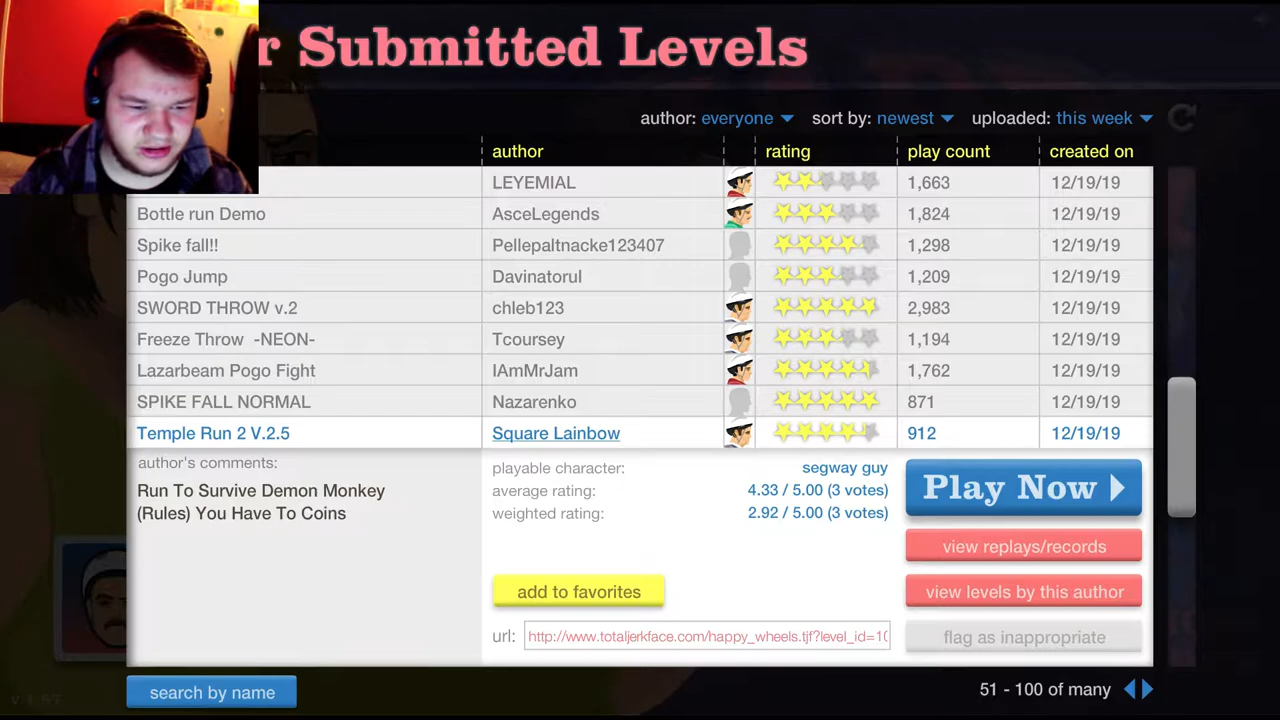 r Submitted Levels
author: everyone sort by: newest uploaded: this week
author rating play count created on
LEYEMIAL 1,663 12/19/19
Bottle run Demo AsceLegends 1,824 12/19/19
Spike fall!! Pellepaltnacke123407 1,298 12/19/19
Pogo Jump Davinatorul 1,209 12/19/19
SWORD THROW v.2 chleb123 2,983 12/19/19
Freeze Throw -NEON- Tcoursey 1,194 12/19/19
Lazarbeam Pogo Fight IAmMrJam 1,762 12/19/19
SPIKE FALL NORMAL Nazarenko 871 12/19/19
Temple Run 2 V.2.5 Square Lainbow 912 12/19/19
author's comments:
Run To Survive Demon Monkey
(Rules) You Have To Coins
playable character: segway guy
average rating: 4.33 / 5.00 (3 votes)
weighted rating: 2.92 / 5.00 (3 votes)
Play Now
view replays/records
add to favorites
view levels by this author
url: http://www.totaljerkface.com/happy_wheels.tjf?level_id=1(
flag as inappropriate
search by name
51 - 100 of many